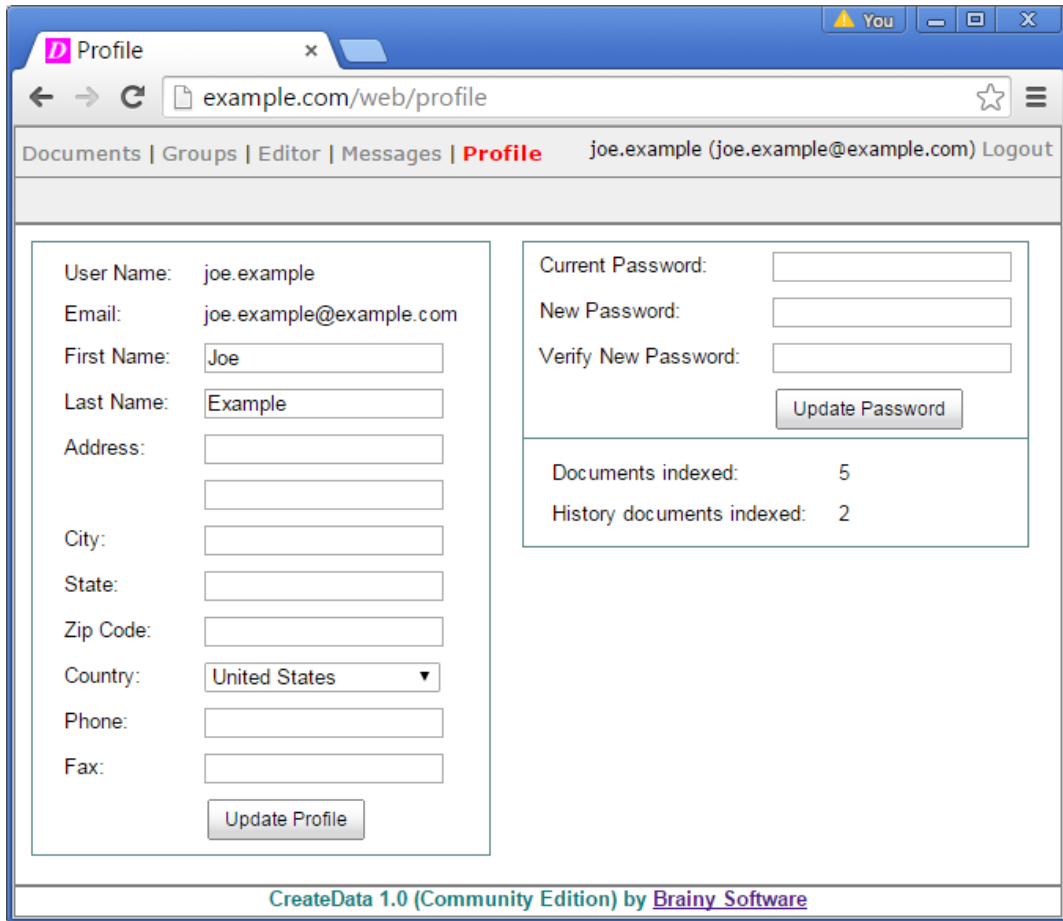 You
D Profile ×
example.com/web/profile
Documents | Groups | Editor | Messages | Profile joe.example (joe.example@example.com) Logout
User Name: joe.example
Email: joe.example@example.com
First Name: Joe
Last Name: Example
Address:
City:
State:
Zip Code:
Country: United States
Phone:
Fax:
Update Profile
Current Password:
New Password:
Verify New Password:
Update Password
Documents indexed: 5
History documents indexed: 2
CreateData 1.0 (Community Edition) by Brainy Software